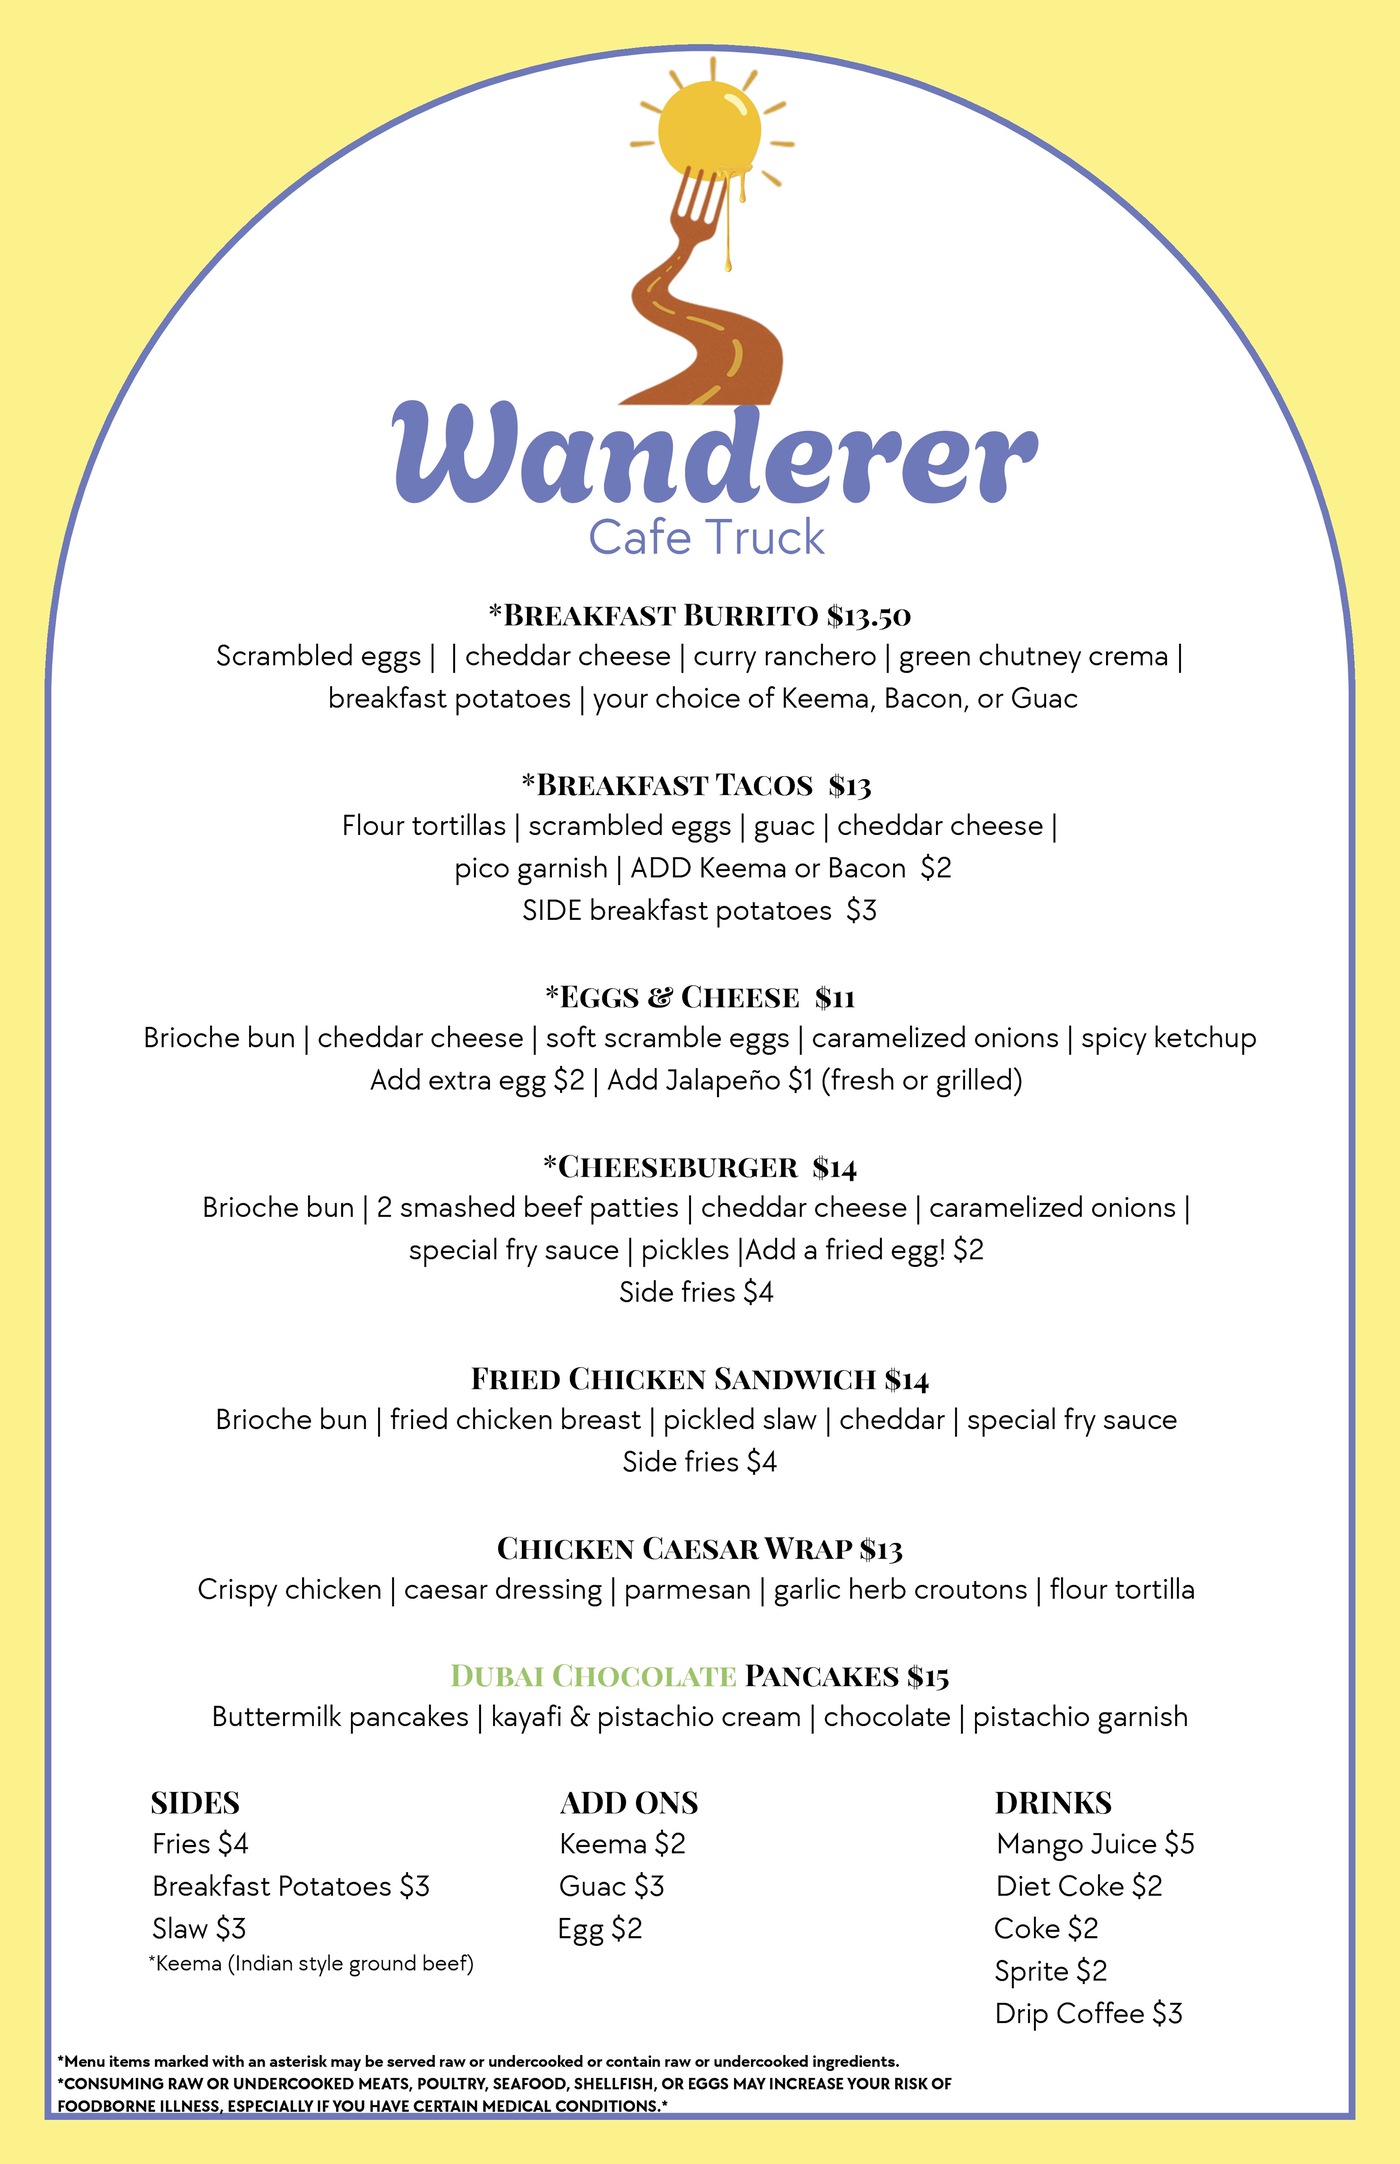 Wanderer
Cafe Truck
*Breakfast Burrito $13.50
Scrambled eggs |  | cheddar cheese | curry ranchero | green chutney crema |
breakfast potatoes | your choice of Keema, Bacon, or Guac
*Breakfast Tacos  $13
Flour tortillas | scrambled eggs | guac | cheddar cheese |
pico garnish | ADD Keema or Bacon  $2
SIDE breakfast potatoes  $3
*Eggs & Cheese  $11
Brioche bun | cheddar cheese | soft scramble eggs | caramelized onions | spicy ketchup
Add extra egg $2 | Add Jalapeño $1 (fresh or grilled)
*Cheeseburger  $14
Brioche bun | 2 smashed beef patties | cheddar cheese | caramelized onions |
special fry sauce | pickles |Add a fried egg! $2
Side fries $4
Fried Chicken Sandwich $14
Brioche bun | fried chicken breast | pickled slaw | cheddar | special fry sauce
Side fries $4
Chicken Caesar Wrap $13
Crispy chicken | caesar dressing | parmesan | garlic herb croutons | flour tortilla
Dubai Chocolate Pancakes $15
Buttermilk pancakes | kayafi & pistachio cream | chocolate | pistachio garnish
SIDES
Fries $4
Breakfast Potatoes $3
Slaw $3
*Keema (Indian style ground beef)
ADD ONS
Keema $2
Guac $3
Egg $2
DRINKS
Mango Juice $5
Diet Coke $2
Coke $2
Sprite $2
Drip Coffee $3
*Menu items marked with an asterisk may be served raw or undercooked or contain raw or undercooked ingredients.
*CONSUMING RAW OR UNDERCOOKED MEATS, POULTRY, SEAFOOD, SHELLFISH, OR EGGS MAY INCREASE YOUR RISK OF
FOODBORNE ILLNESS, ESPECIALLY IF YOU HAVE CERTAIN MEDICAL CONDITIONS.*